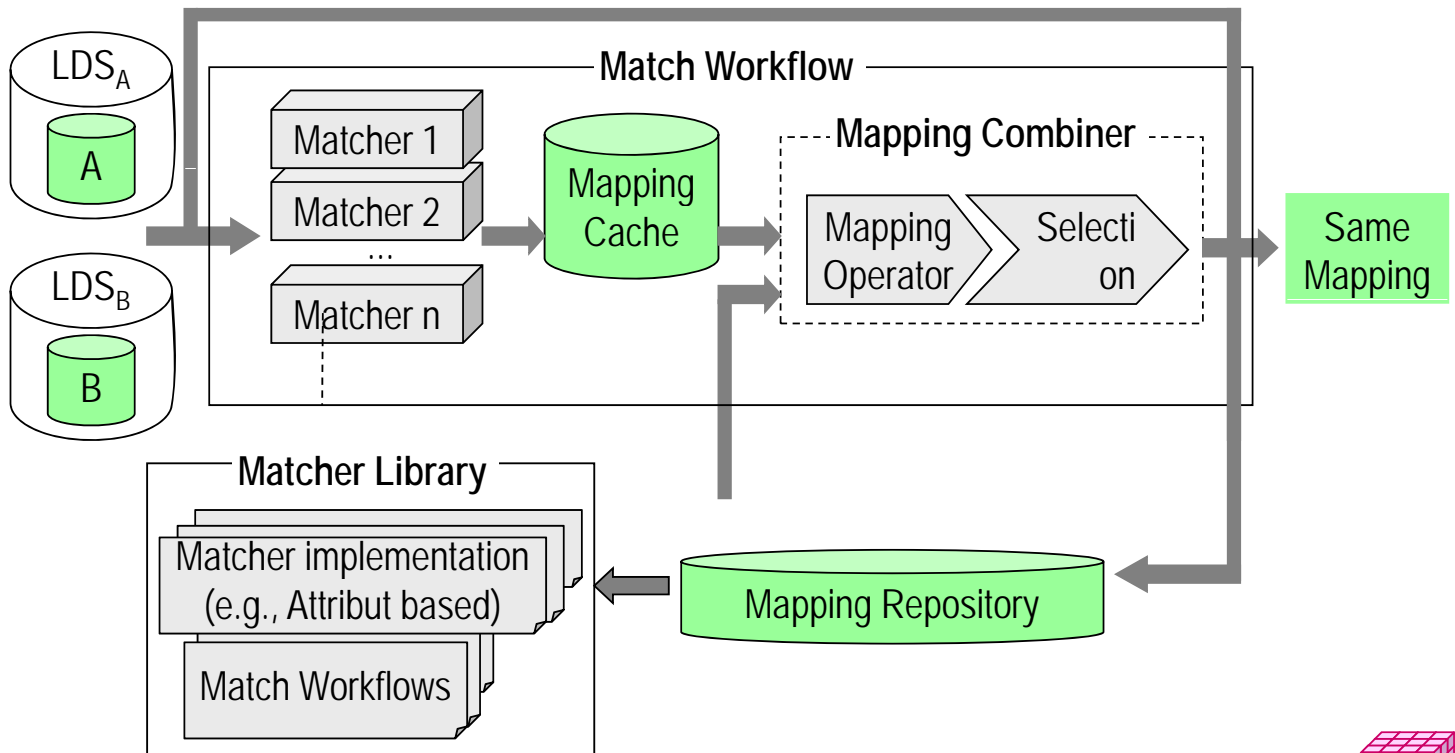 LDSA
A
LDSB
B
Match Workflow
Matcher 1
Matcher 2
...
Matcher n
Mapping
Cache
Mapping Combiner
Mapping
Operator
Selecti
on
Same
Mapping
Matcher Library
Matcher implementation
(e.g., Attribut based)
Match Workflows
Mapping Repository